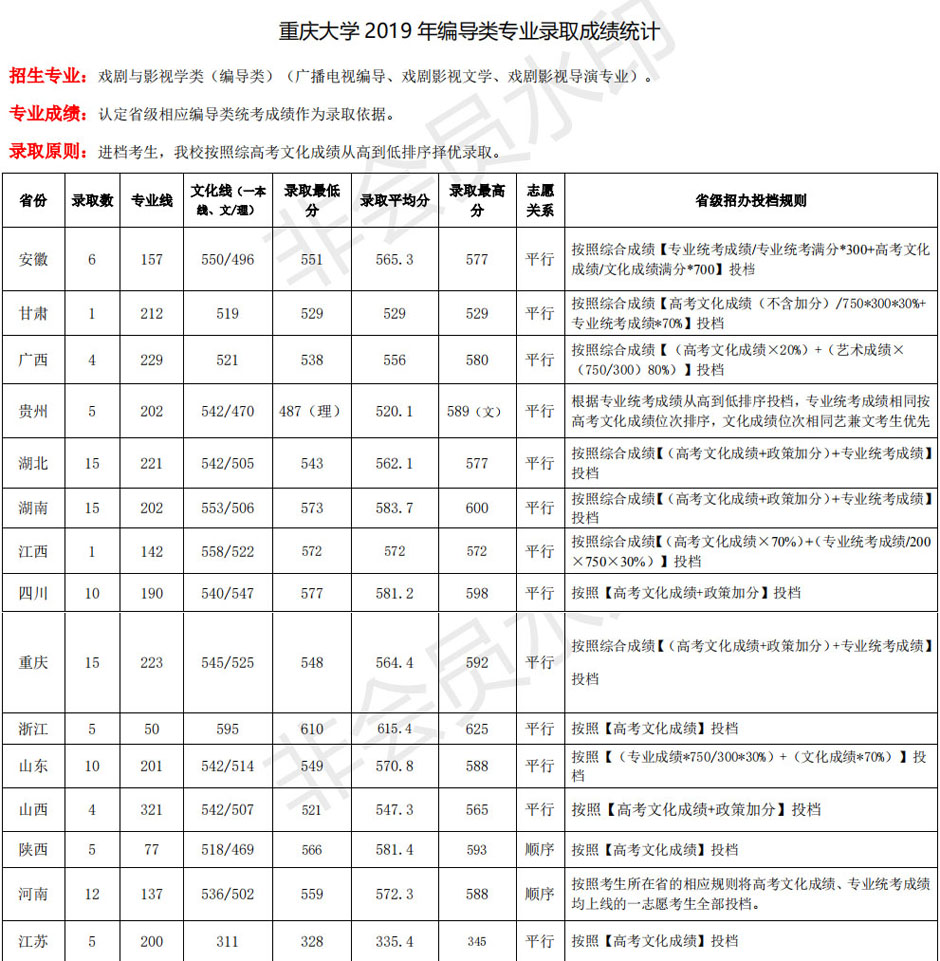 重庆大学 2019 年编导类专业录取成绩统计
招生专业：戏剧与影视学类（编导类）（广播电视编导、戏剧影视文学、戏剧影视导演专业）。
专业成绩：认定省级相应编导类统考成绩作为录取依据。
录取原则：进档考生，我校按照综高考文化成绩从高到低排序择优录取。
省份 录取数 专业线 文化线（一本线、文/理） 录取最低分 录取平均分 录取最高分 志愿关系 省级招办投档规则
安徽 6 157 550/496 551 565.3 577 平行 按照综合成绩【专业统考成绩/专业统考满分*300+高考文化
成绩/文化成绩满分*700】投档
甘肃 1 212 519 529 529 529 平行 按照综合成绩【高考文化成绩（不含加分）/750*300*30%+
专业统考成绩*70%】投档
广西 4 229 521 538 556 580 平行 按照综合成绩【（高考文化成绩×20%）+（艺术成绩×
（750/300）80%）】投档
贵州 5 202 542/470 487（理） 520.1 589（文） 平行 根据专业统考成绩从高到低排序投档，专业统考成绩相同按
高考文化成绩位次排序，文化成绩位次相同艺兼文考生优先
湖北 15 221 542/505 543 562.1 577 平行 按照综合成绩【（高考文化成绩+政策加分）+专业统考成绩】
投档
湖南 15 202 553/506 573 583.7 600 平行 按照综合成绩【（高考文化成绩+政策加分）+专业统考成绩】
投档
江西 1 142 558/522 572 572 572 平行 按照综合成绩【（高考文化成绩×70%）+（专业统考成绩/200
×750×30%）】投档
四川 10 190 540/547 577 581.2 598 平行 按照【高考文化成绩+政策加分】投档
重庆 15 223 545/525 548 564.4 592 平行 按照综合成绩【（高考文化成绩+政策加分）+专业统考成绩】
投档
浙江 5 50 595 610 615.4 625 平行 按照【高考文化成绩】投档
山东 10 201 542/514 549 570.8 588 平行 按照【（专业成绩*750/300*30%）+（文化成绩*70%）】投
档
山西 4 321 542/507 521 547.3 565 平行 按照【高考文化成绩+政策加分】投档
陕西 5 77 518/469 566 581.4 593 顺序 按照【高考文化成绩】投档
河南 12 137 536/502 559 572.3 588 顺序 按照考生所在省的相应规则将高考文化成绩、专业统考成绩
均上线的一志愿考生全部投档。
江苏 5 200 311 328 335.4 345 平行 按照【高考文化成绩】投档
非会员水印
非会员水